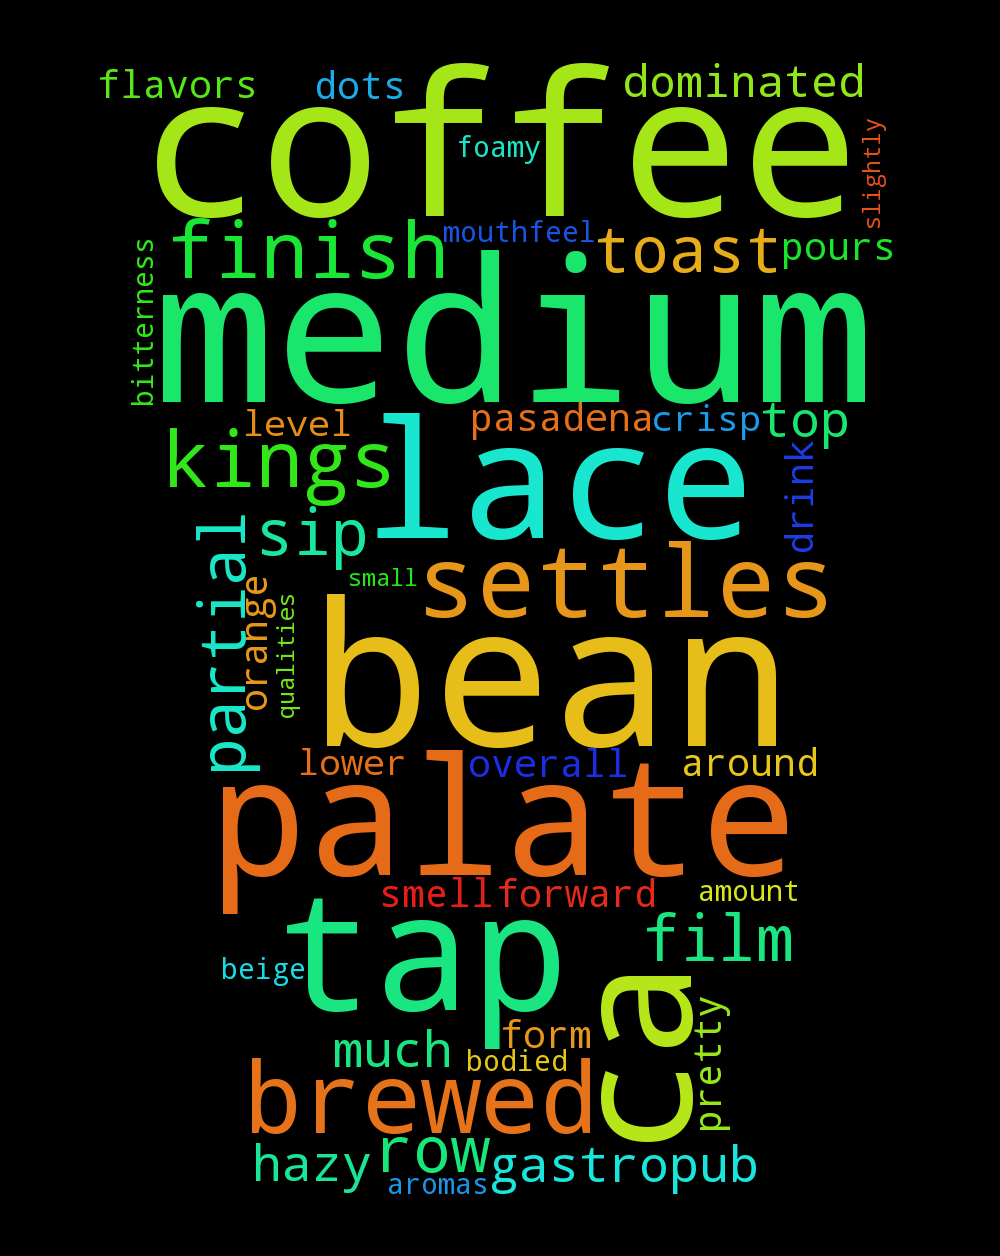 flavors dots dominated
coffee
foamy
slightly
finish mouthfeel toast pours
bitterness
medium
level pasadena crisp top
kings
lace
drink
sip
partial
small
settles
orange
qualities
bean
lower overall around
palate
smell forward amount
tap
film
beige
ca
pretty
much form
bodied
brewed
hazy row gastropub
aromas